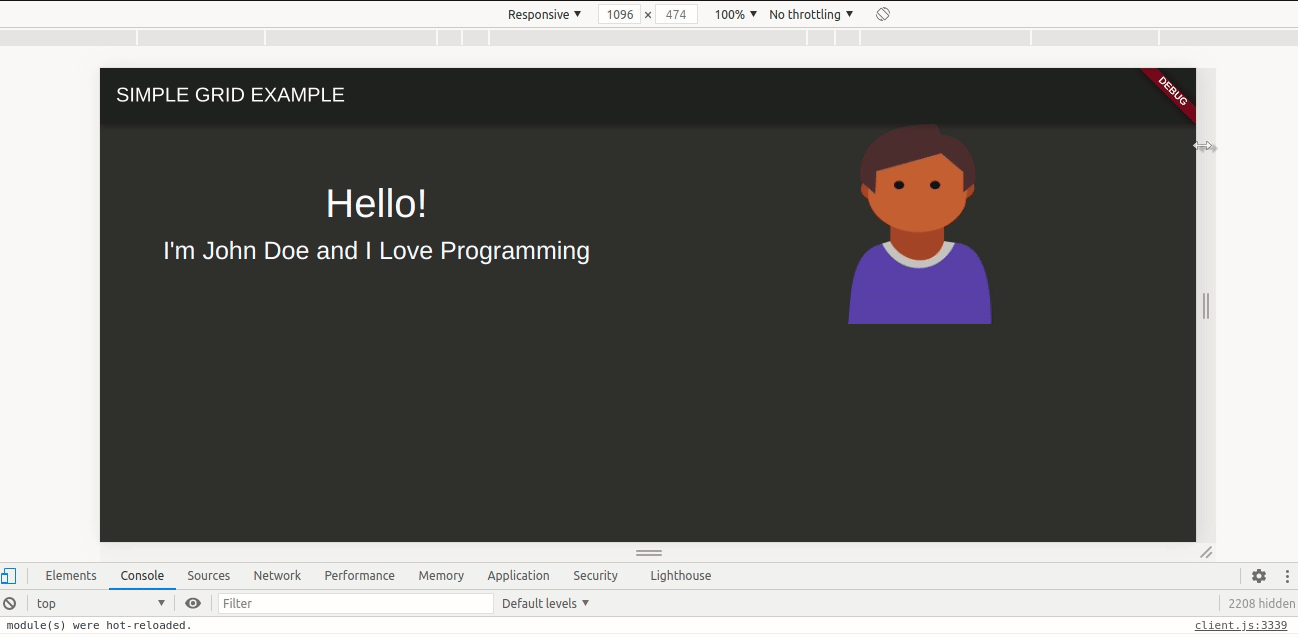 Responsive ▼ 1096 × 474 100% ▼ No throttling ▼
SIMPLE GRID EXAMPLE
DEBUG
Hello!
I'm John Doe and I Love Programming
Elements Console Sources Network Performance Memory Application Security Lighthouse
top ▼ Filter Default levels ▼ 2208 hidden
module(s) were hot-reloaded. client.js:3339